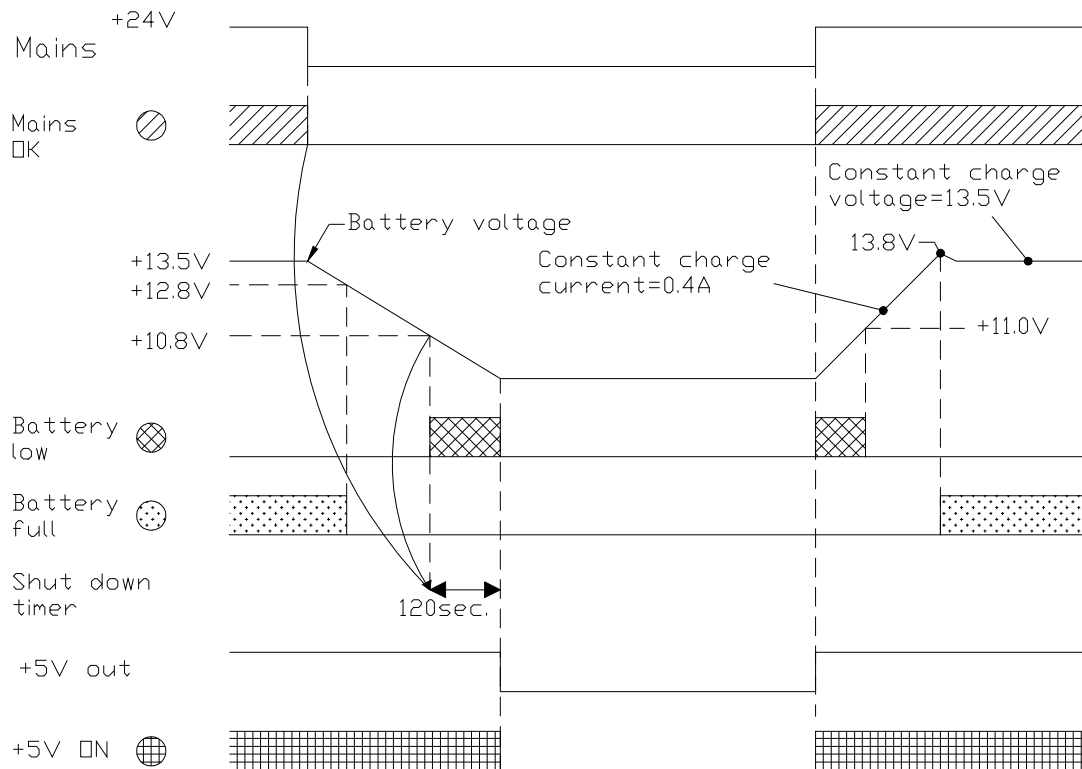 +24V
Mains
Mains
OK
Constant charge
voltage=13.5V
Battery voltage
13.8V
+13.5V
Constant charge
current=0.4A
+12.8V
+11.0V
+10.8V
Battery
low
Battery
full
Shut down
timer
120sec.
+5V out
+5V ON